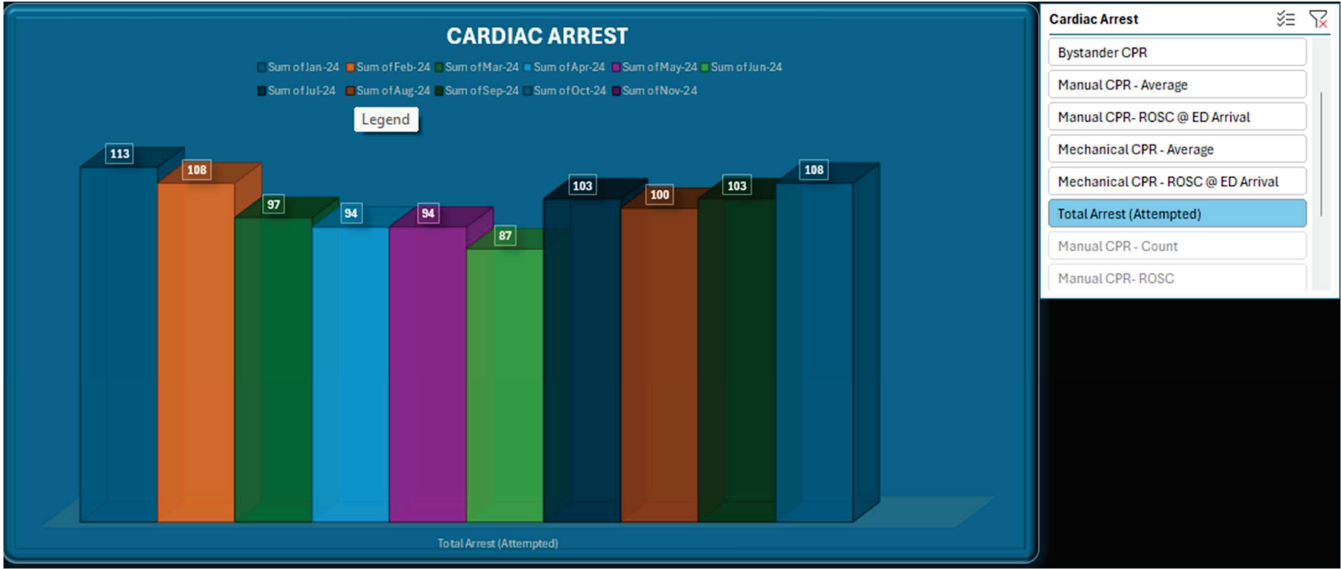 CARDIAC ARREST
Sum of Jan-24 Sum of Feb-24 Sum of Mar-24 Sum of Apr-24 Sum of May-24 Sum of Jun-24
Sum of Jul-24 Sum of Aug-24 Sum of Sep-24 Sum of Oct-24 Sum of Nov-24
Legend
113
108
97
94
94
87
103
100
103
108
Total Arrest (Attempted)
Cardiac Arrest
Bystander CPR
Manual CPR - Average
Manual CPR- ROSC @ ED Arrival
Mechanical CPR - Average
Mechanical CPR - ROSC @ ED Arrival
Total Arrest (Attempted)
Manual CPR - Count
Manual CPR- ROSC